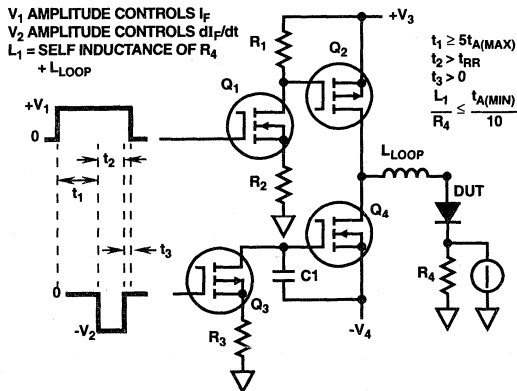 V1 AMPLITUDE CONTROLS IF
V2 AMPLITUDE CONTROLS dIF/dt
L1 = SELF INDUCTANCE OF R4
+ LLOOP
+V3
R1
Q2
t1 ≥ 5tA(MAX)
t2 > tRR
t3 > 0
L1/R4 ≤ tA(MIN)/10
Q1
+V1
0
t2
t1
R2
LLOOP
DUT
Q4
t3
C1
R4
0
-V2
Q3
R3
-V4